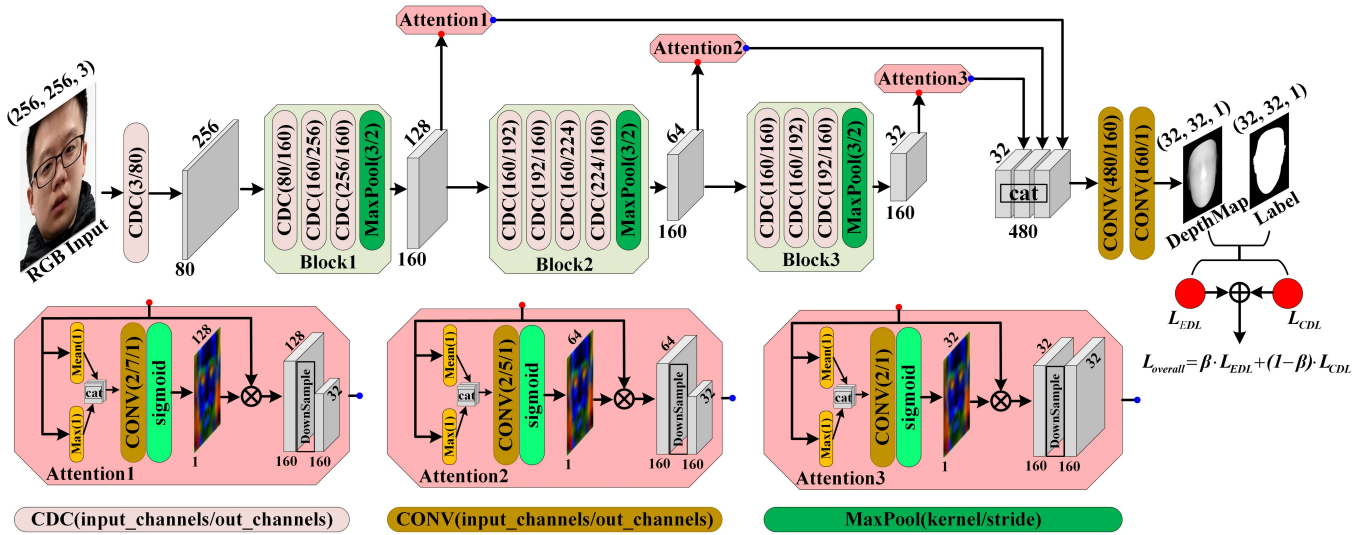 (256, 256, 3)
RGB Input
CDC(3/80)
256
80
CDC(80/160)
CDC(160/256)
CDC(256/160)
MaxPool(3/2)
Block1
128
160
Attention1
CDC(160/192)
CDC(192/160)
CDC(160/224)
CDC(224/160)
MaxPool(3/2)
Block2
64
160
Attention2
CDC(160/160)
CDC(160/192)
CDC(192/160)
MaxPool(3/2)
Block3
32
160
Attention3
32
cat
480
CONV(480/160)
CONV(160/1)
(32, 32, 1)
DepthMap
(32, 32, 1)
Label
L_EDL
L_CDL
L_overall=β·L_EDL+(1-β)·L_CDL
Mean(1)
Max(1)
cat
CONV(2/7/1)
sigmoid
128
1
128
DownSample
32
160
160
Attention1
Mean(1)
Max(1)
cat
CONV(2/5/1)
sigmoid
64
1
64
DownSample
32
160
160
Attention2
Mean(1)
Max(1)
cat
CONV(2/1)
sigmoid
32
1
32
DownSample
32
160
160
Attention3
CDC(input_channels/out_channels)
CONV(input_channels/out_channels)
MaxPool(kernel/stride)